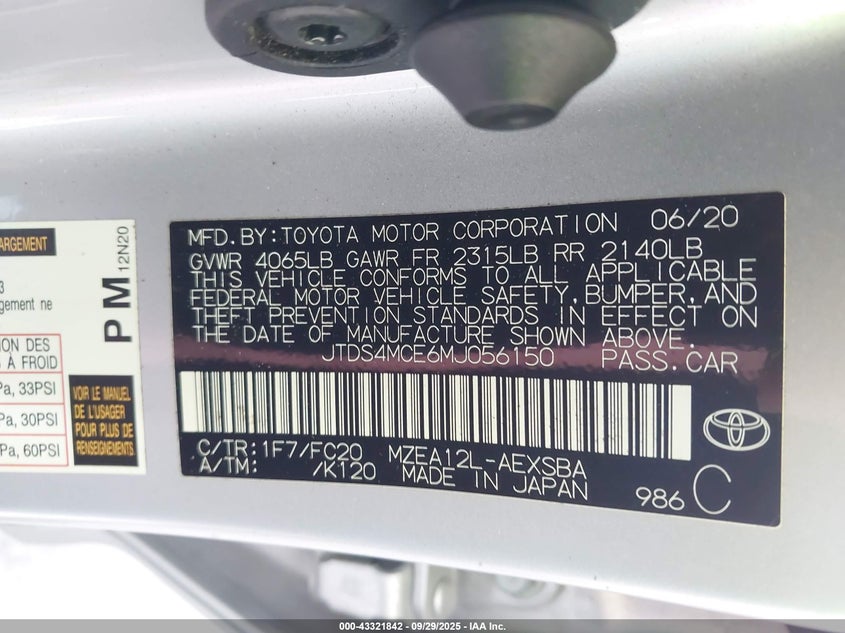 ARGEMENT
3
gement ne
ION DES
À FROID
Pa, 33PSI
Pa, 30PSI
Pa, 60PSI
PM
12N20
VOIR LE MANUEL
DE L'USAGER
POUR PLUS DE
RENSEIGNEMENTS
MFD.BY:TOYOTA MOTOR CORPORATION 06/20
GVWR 4065LB GAWR FR 2315LB RR 2140LB
THIS VEHICLE CONFORMS TO ALL APPLICABLE
FEDERAL MOTOR VEHICLE SAFETY,BUMPER,AND
THEFT PREVENTION STANDARDS IN EFFECT ON
THE DATE OF MANUFACTURE SHOWN ABOVE.
JTDS4MCE6MJ056150 PASS.CAR
C/TR:1F7/FC20 MZEA12L-AEXSBA
A/TM: /K120 MADE IN JAPAN
986 C
000-43321842 - 09/29/2025 - IAA Inc.